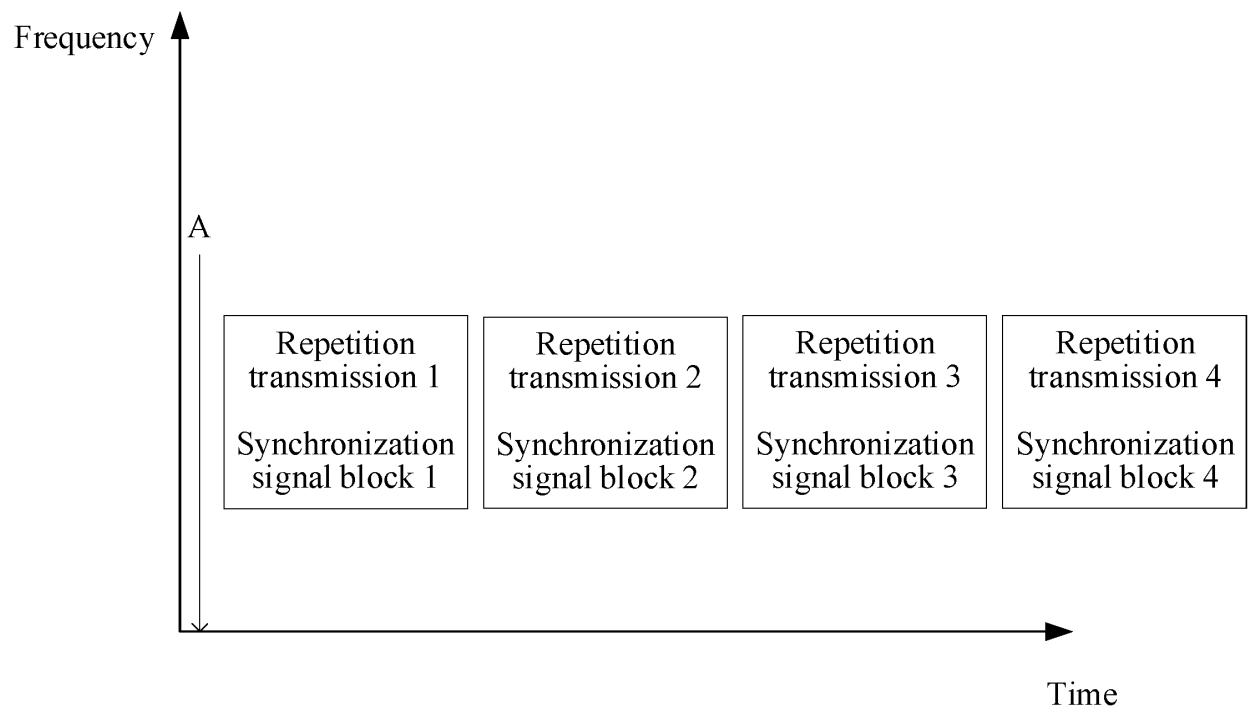 Frequency
A
Repetition
transmission 1
Synchronization
signal block 1
Repetition
transmission 2
Synchronization
signal block 2
Repetition
transmission 3
Synchronization
signal block 3
Repetition
transmission 4
Synchronization
signal block 4
Time